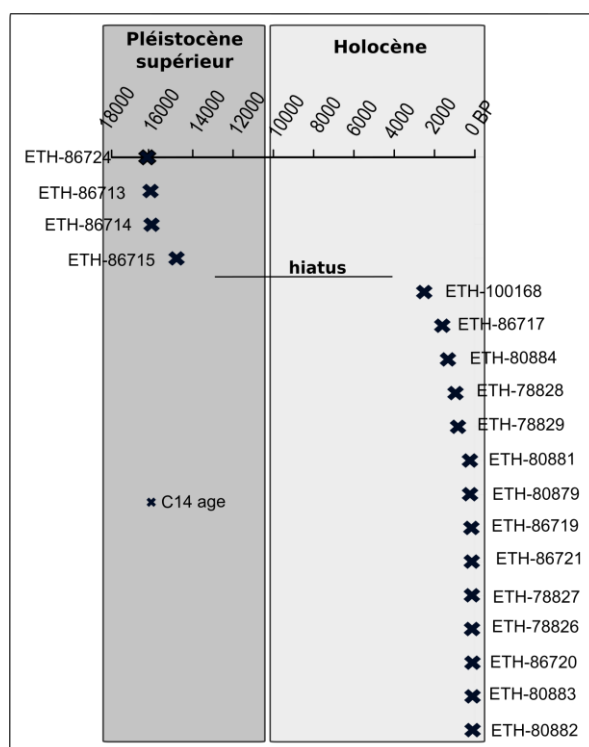 Pléistocène
supérieur
Holocène
18000
16000
14000
12000
10000
8000
6000
4000
2000
0 BP
ETH-86724
ETH-86713
ETH-86714
ETH-86715
hiatus
ETH-100168
ETH-86717
ETH-80884
ETH-78828
ETH-78829
ETH-80881
ETH-80879
C14 age
ETH-86719
ETH-86721
ETH-78827
ETH-78826
ETH-86720
ETH-80883
ETH-80882